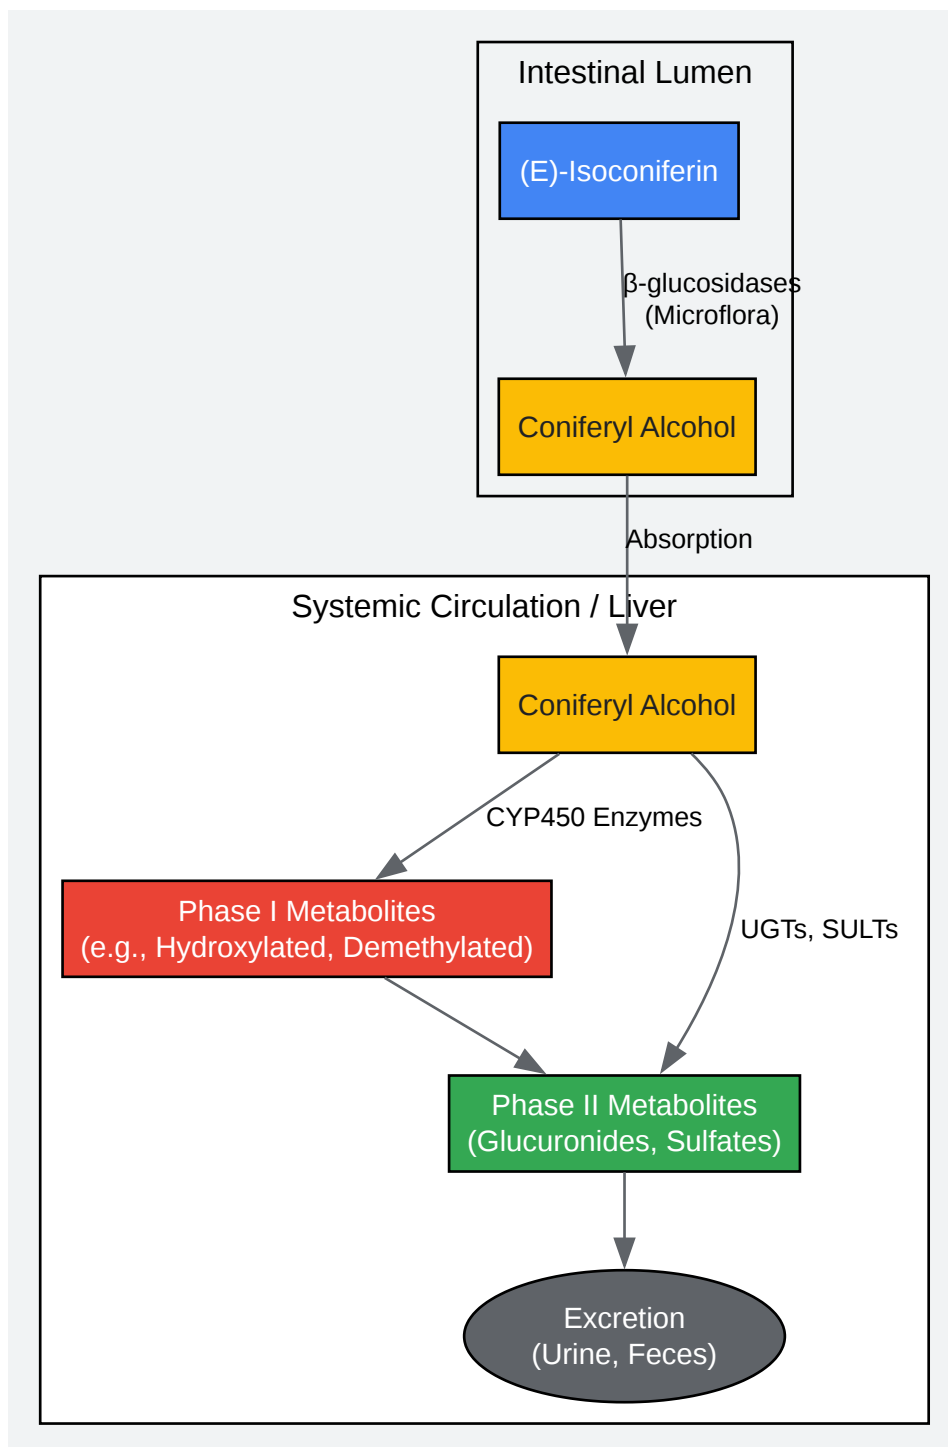 Intestinal Lumen
(E)-Isoconiferin
β-glucosidases
(Microflora)
Coniferyl Alcohol
Absorption
Systemic Circulation / Liver
Coniferyl Alcohol
CYP450 Enzymes
Phase I Metabolites
(e.g., Hydroxylated, Demethylated)
UGTs, SULTs
Phase II Metabolites
(Glucuronides, Sulfates)
Excretion
(Urine, Feces)